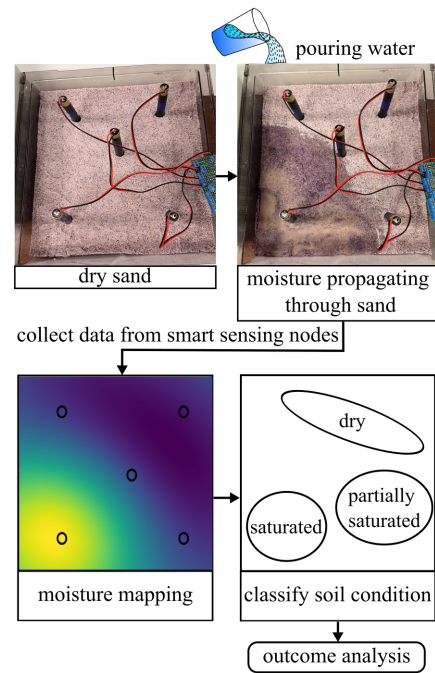 pouring water
dry sand
moisture propagating
through sand
collect data from smart sensing nodes
dry
partially
saturated
saturated
moisture mapping
classify soil condition
outcome analysis